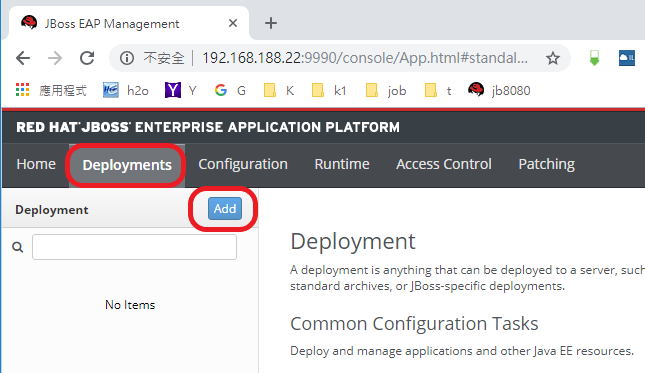 JBoss EAP Management
不安全 | 192.168.188.22:9990/console/App.html#standal...
應用程式 h2o Y G K k1 job t jb8080
RED HAT JBOSS ENTERPRISE APPLICATION PLATFORM
Home Deployments Configuration Runtime Access Control Patching
Deployment Add
No Items
Deployment
A deployment is anything that can be deployed to a server, suc
standard archives, or JBoss-specific deployments.
Common Configuration Tasks
Deploy and manage applications and other Java EE resources.